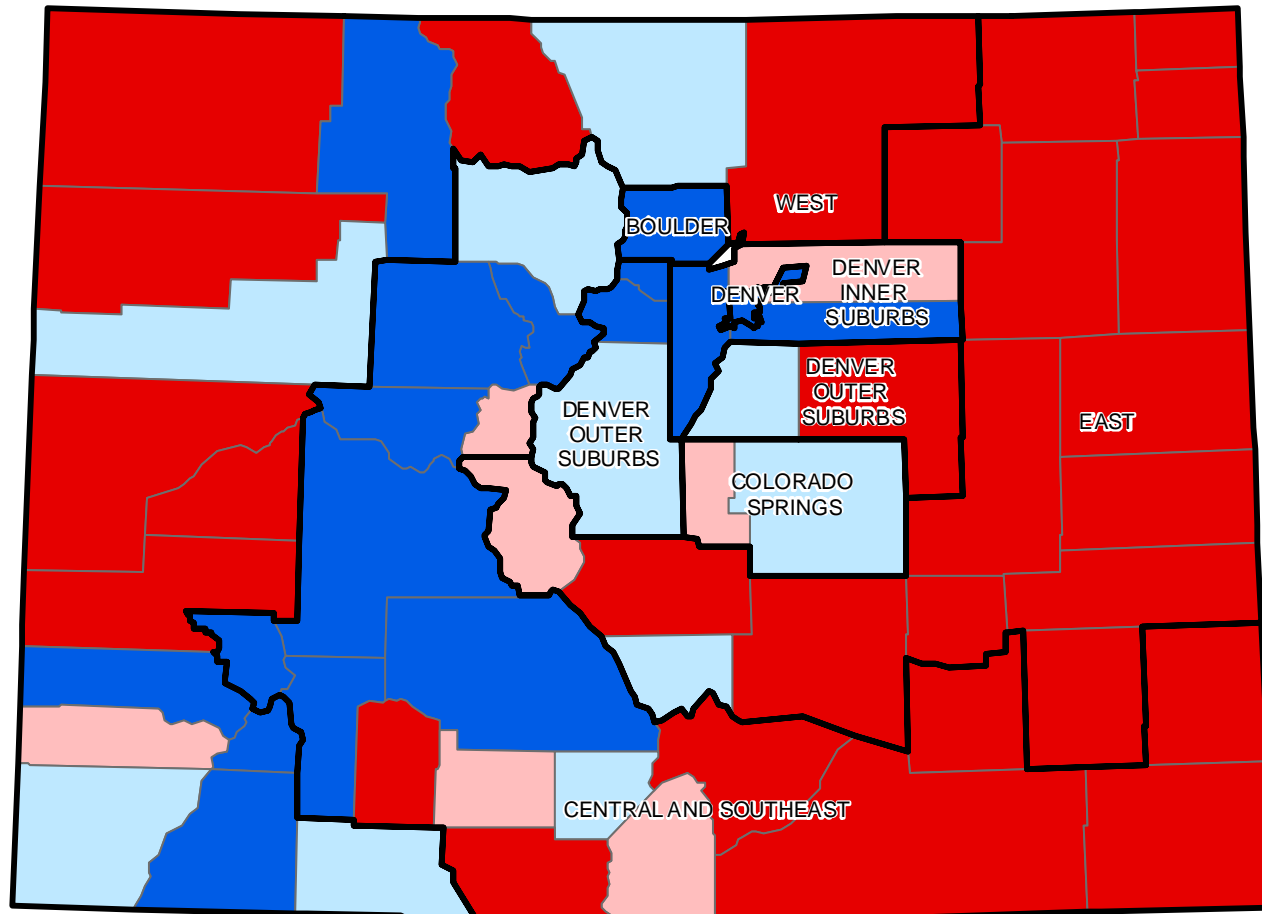 WEST
BOULDER
DENVER
INNER
SUBURBS
DENVER
DENVER
OUTER
SUBURBS
DENVER
OUTER
SUBURBS
EAST
COLORADO
SPRINGS
CENTRAL AND SOUTHEAST